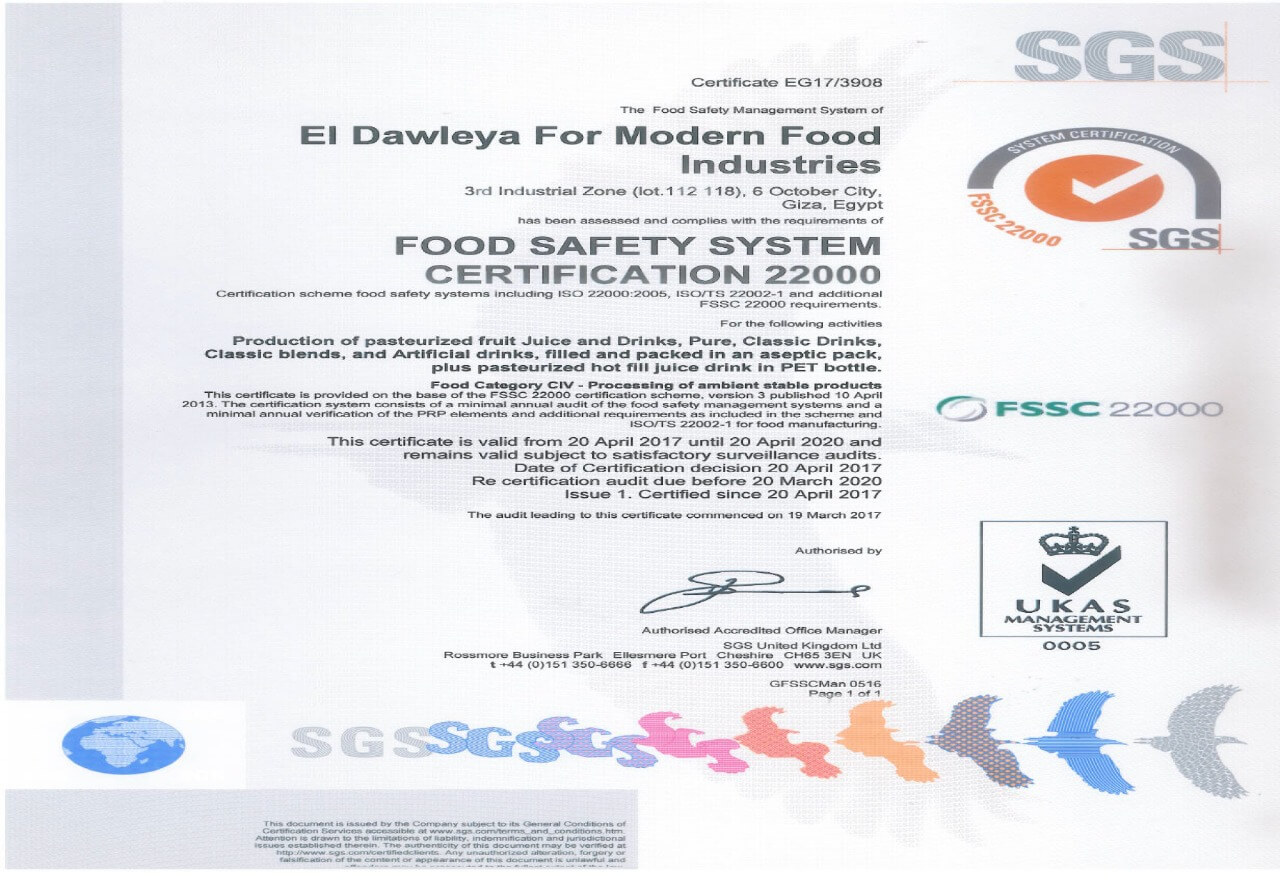 SGS
Certificate EG17/3908
The Food Safety Management System of
El Dawleya For Modern Food
Industries
3rd Industrial Zone (lot.112 118), 6 October City,
Giza, Egypt
has been assessed and complies with the requirements of
FOOD SAFETY SYSTEM
CERTIFICATION 22000
Certification scheme food safety systems including ISO 22000:2005, ISO/TS 22002-1 and additional
FSSC 22000 requirements.
For the following activities
Production of pasteurized fruit Juice and Drinks, Pure, Classic Drinks,
Classic blends, and Artificial drinks, filled and packed in an aseptic pack,
plus pasteurized hot fill juice drink in PET bottle.
Food Category CIV - Processing of ambient stable products
This certificate is provided on the base of the FSSC 22000 certification scheme, version 3 published 10 April
2013. The certification system consists of a minimal annual audit of the food safety management systems and a
minimal annual verification of the PRP elements and additional requirements as included in the scheme and
ISO/TS 22002-1 for food manufacturing.
This certificate is valid from 20 April 2017 until 20 April 2020 and
remains valid subject to satisfactory surveillance audits.
Date of Certification decision 20 April 2017
Re certification audit due before 20 March 2020
Issue 1. Certified since 20 April 2017
The audit leading to this certificate commenced on 19 March 2017
Authorised by
Authorised Accredited Office Manager
SGS United Kingdom Ltd
Rossmore Business Park Ellesmere Port Cheshire CH65 3EN UK
t +44 (0)151 350-6666 f +44 (0)151 350-6600 www.sgs.com
GFSSCMan 0516
Page 1 of 1
SYSTEM CERTIFICATION
FSSC 22000
SGS
FSSC 22000
UKAS
MANAGEMENT
SYSTEMS
0005
SGS SGS SGS
This document is issued by the Company subject to its General Conditions of
Certification Services accessible at www.sgs.com/terms_and_conditions.htm.
Attention is drawn to the limitations of liability, indemnification and jurisdictional
issues established therein. The authenticity of this document may be verified at
http://www.sgs.com/certifiedclients. Any unauthorized alteration, forgery or
falsification of the content or appearance of this document is unlawful and